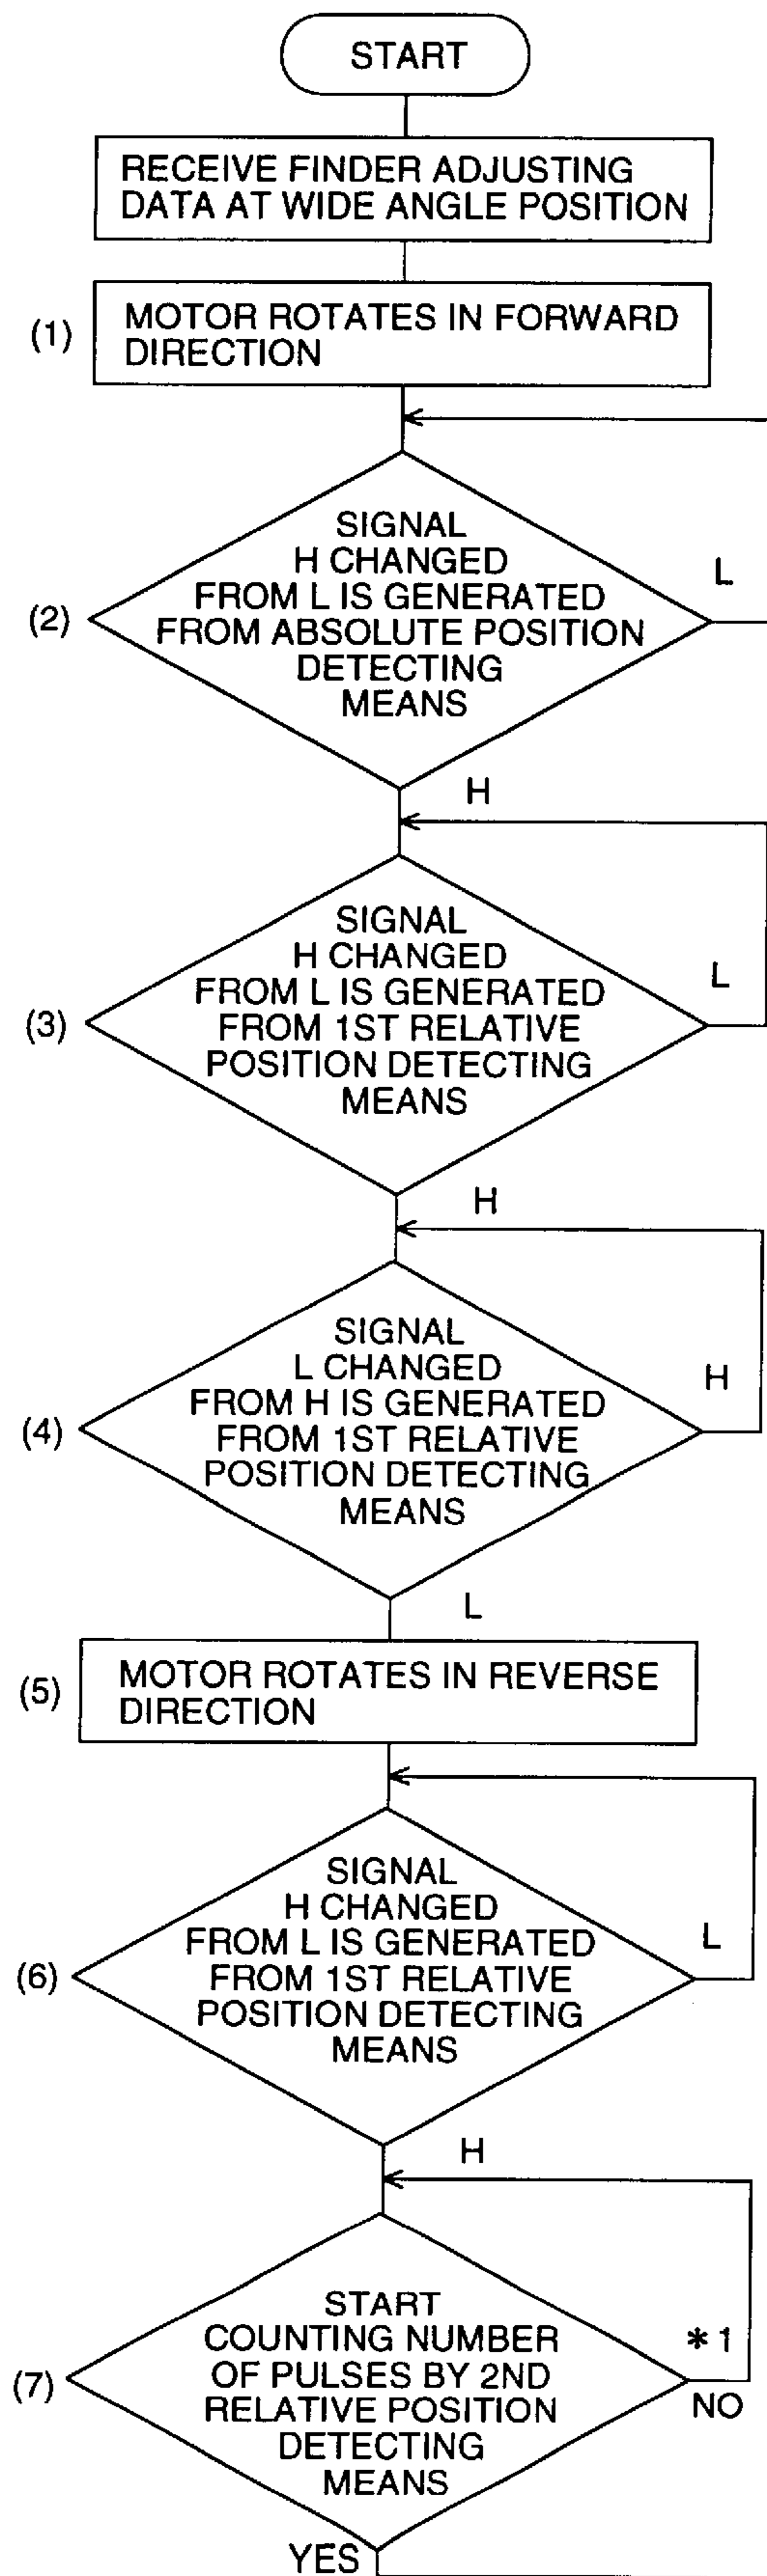 START
RECEIVE FINDER ADJUSTING
DATA AT WIDE ANGLE POSITION
(1)
MOTOR ROTATES IN FORWARD
DIRECTION
(2)
SIGNAL
H CHANGED
FROM L IS GENERATED
FROM ABSOLUTE POSITION
DETECTING
MEANS
L
H
(3)
SIGNAL
H CHANGED
FROM L IS GENERATED
FROM 1ST RELATIVE
POSITION DETECTING
MEANS
L
H
(4)
SIGNAL
L CHANGED
FROM H IS GENERATED
FROM 1ST RELATIVE
POSITION DETECTING
MEANS
H
L
(5)
MOTOR ROTATES IN REVERSE
DIRECTION
(6)
SIGNAL
H CHANGED
FROM L IS GENERATED
FROM 1ST RELATIVE
POSITION DETECTING
MEANS
L
H
(7)
START
COUNTING NUMBER
OF PULSES BY 2ND
RELATIVE POSITION
DETECTING
MEANS
*1
NO
YES